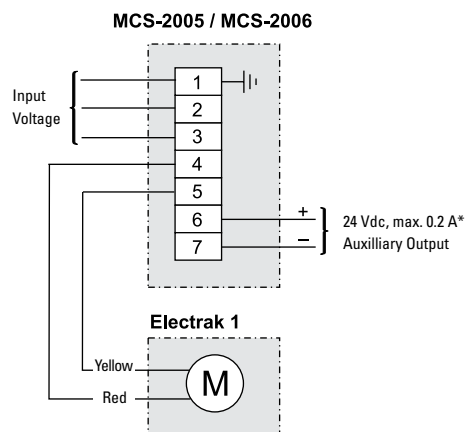 MCS-2005 / MCS-2006
Input
Voltage
1
2
3
4
5
6
7
+
–
24 Vdc, max. 0.2 A*
Auxilliary Output
Electrak 1
Yellow
Red
M